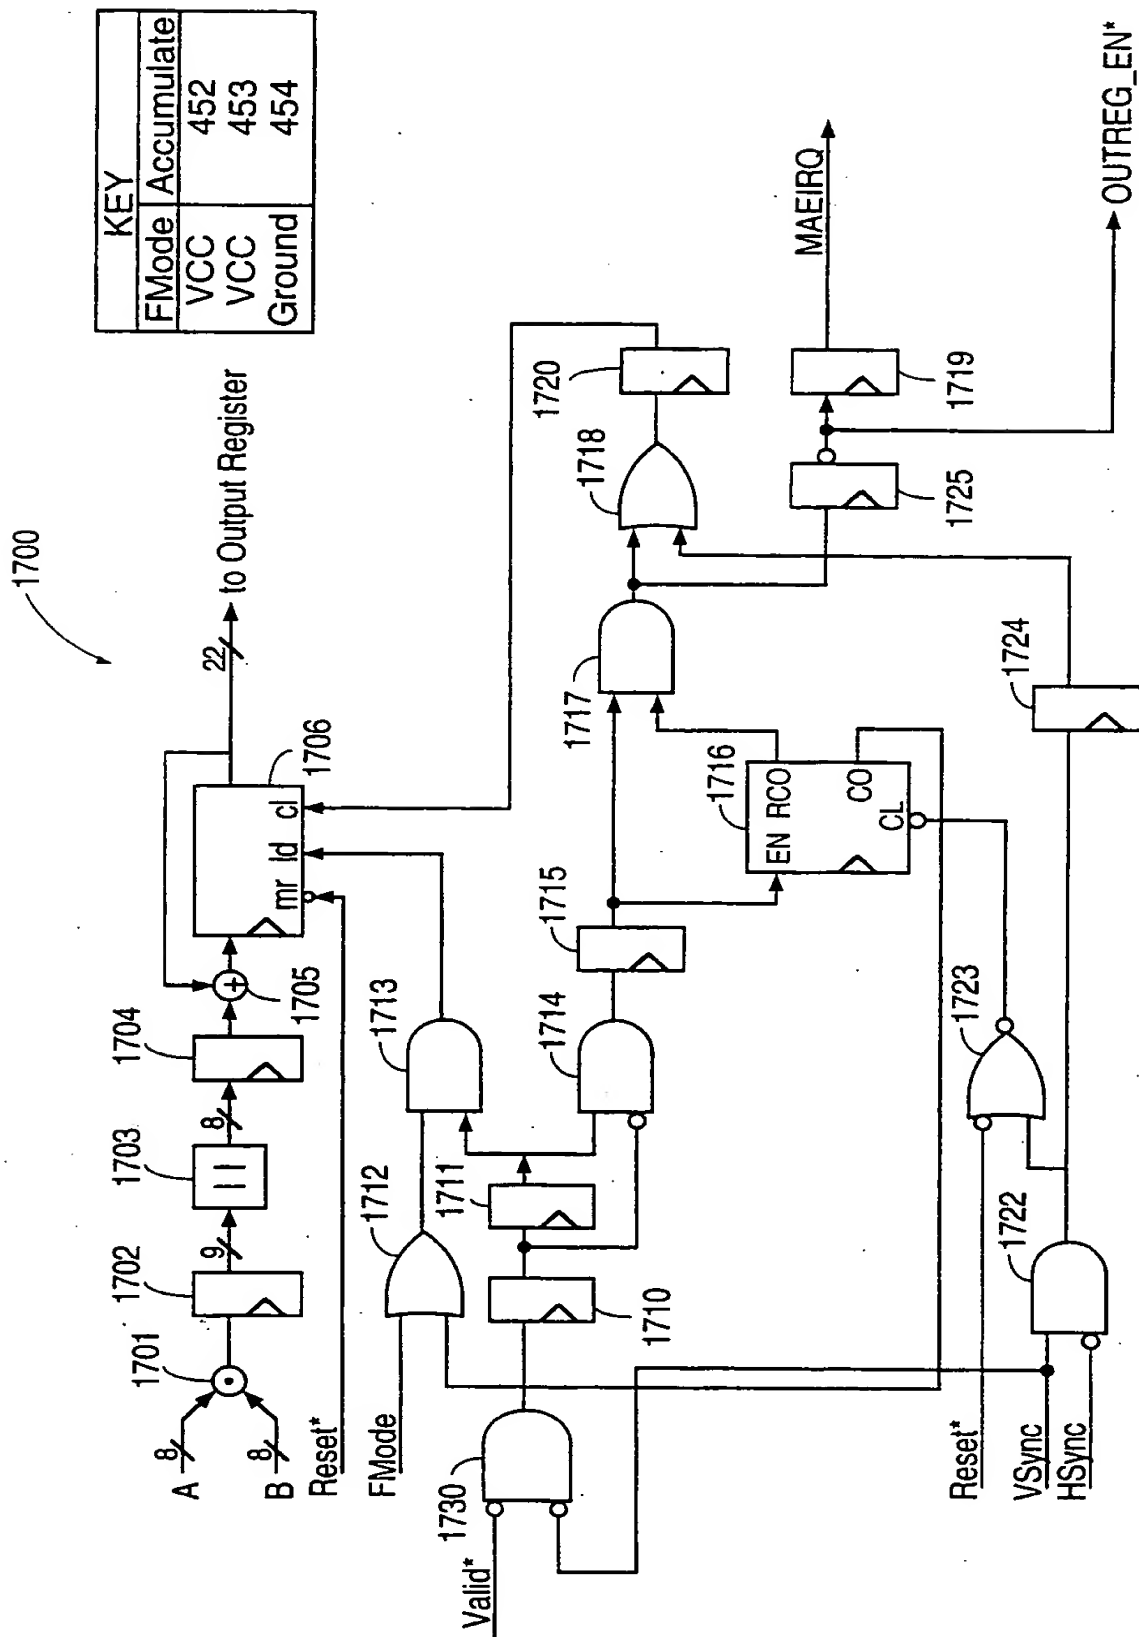 1700
KEY
FMode Accumulate
VCC 452
VCC 453
Ground 454
A
8
B
8
1701
1702
9
1703
8
1704
1705
1706
mr ld cl
22
to Output Register
Reset*
FMode
1712
1713
1720
Valid*
1730
1710
1711
1714
1715
1716
EN RCO
CO
CL
1717
1718
1725
1719
MAEIRQ
OUTREG_EN*
Reset*
VSync
HSync
1722
1723
1724